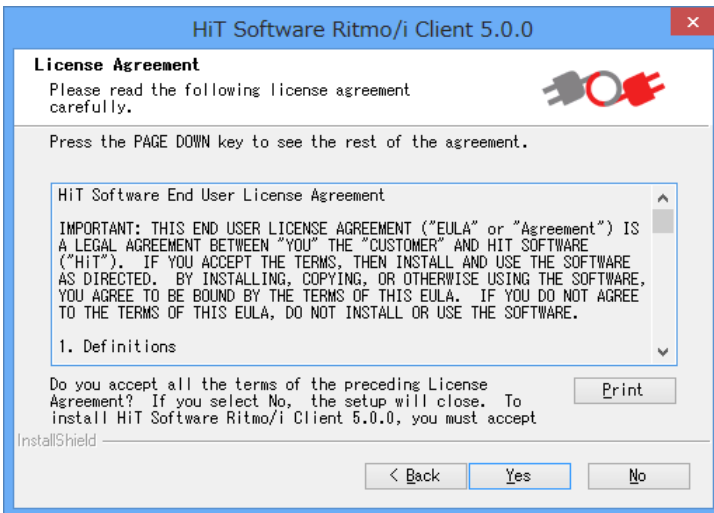 HiT Software Ritmo/i Client 5.0.0
License Agreement
Please read the following license agreement
carefully.
Press the PAGE DOWN key to see the rest of the agreement.
HiT Software End User License Agreement
IMPORTANT: THIS END USER LICENSE AGREEMENT ("EULA" or "Agreement") IS
A LEGAL AGREEMENT BETWEEN "YOU" THE "CUSTOMER" AND HIT SOFTWARE
("HiT").  IF YOU ACCEPT THE TERMS, THEN INSTALL AND USE THE SOFTWARE
AS DIRECTED.  BY INSTALLING, COPYING, OR OTHERWISE USING THE SOFTWARE,
YOU AGREE TO BE BOUND BY THE TERMS OF THIS EULA.  IF YOU DO NOT AGREE
TO THE TERMS OF THIS EULA, DO NOT INSTALL OR USE THE SOFTWARE.
1. Definitions
Do you accept all the terms of the preceding License
Agreement?  If you select No,  the setup will close.  To
install HiT Software Ritmo/i Client 5.0.0, you must accept
Print
InstallShield
< Back
Yes
No